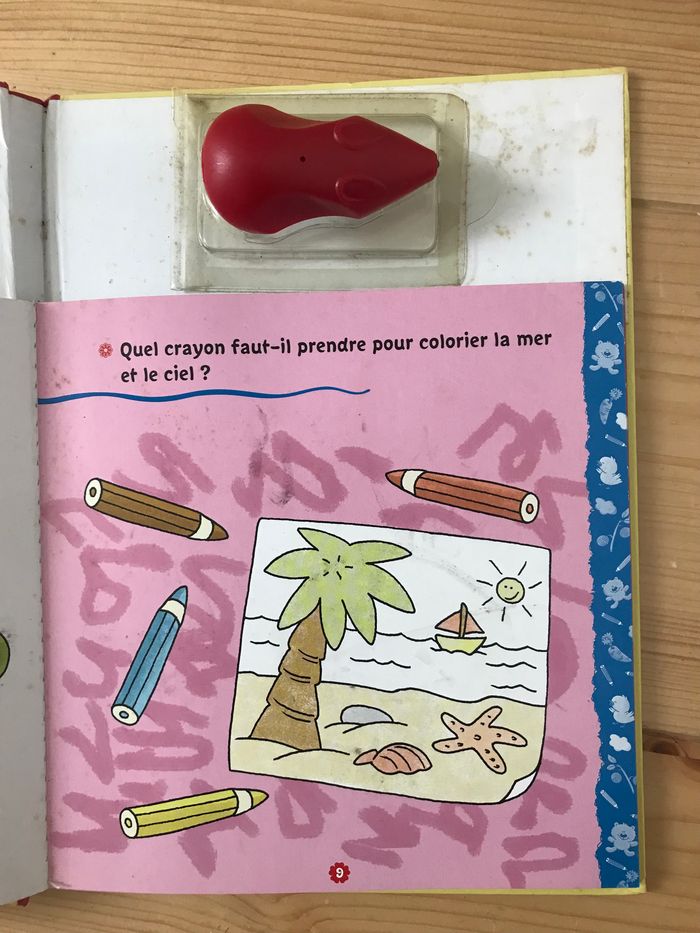 Quel crayon faut-il prendre pour colorier la mer
et le ciel ?
9